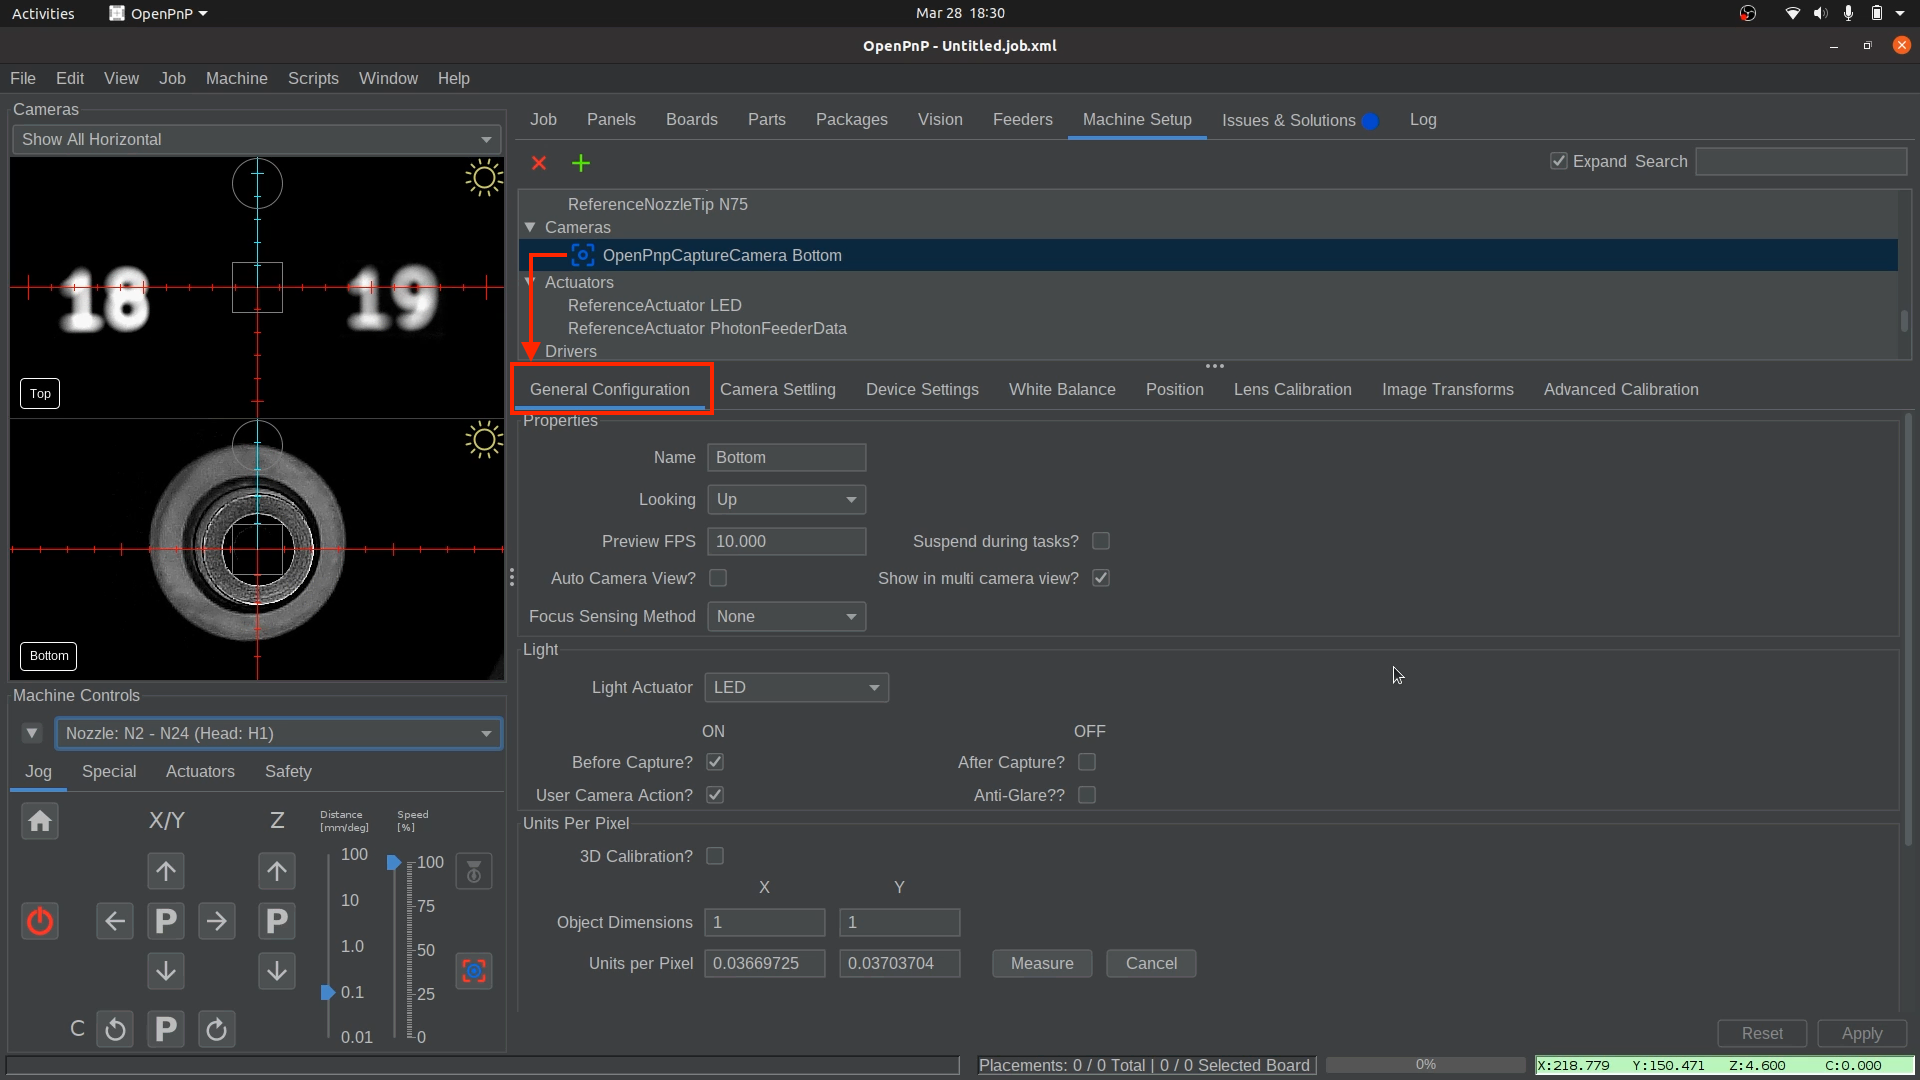 Activities OpenPnP Mar 28 18:30
OpenPnP - Untitled.job.xml
File Edit View Job Machine Scripts Window Help
Cameras
Show All Horizontal
18 19
Top
Bottom
Machine Controls
Nozzle: N2 - N24 (Head: H1)
Jog Special Actuators Safety
X/Y Z Distance [mm/deg] Speed [%]
100 100
10 75
P P
1.0 50
0.1 25
C P
0.01 0
Job Panels Boards Parts Packages Vision Feeders Machine Setup Issues & Solutions Log
Expand Search
ReferenceNozzleTip N75
Cameras
OpenPnpCaptureCamera Bottom
Actuators
ReferenceActuator LED
ReferenceActuator PhotonFeederData
Drivers
General Configuration Camera Settling Device Settings White Balance Position Lens Calibration Image Transforms Advanced Calibration
Properties
Name Bottom
Looking Up
Preview FPS 10.000 Suspend during tasks?
Auto Camera View? Show in multi camera view?
Focus Sensing Method None
Light
Light Actuator LED
ON OFF
Before Capture? After Capture?
User Camera Action? Anti-Glare??
Units Per Pixel
3D Calibration?
X Y
Object Dimensions 1 1
Units per Pixel 0.03669725 0.03703704 Measure Cancel
Reset Apply
Placements: 0 / 0 Total | 0 / 0 Selected Board 0% X:218.779 Y:150.471 Z:4.600 C:0.000